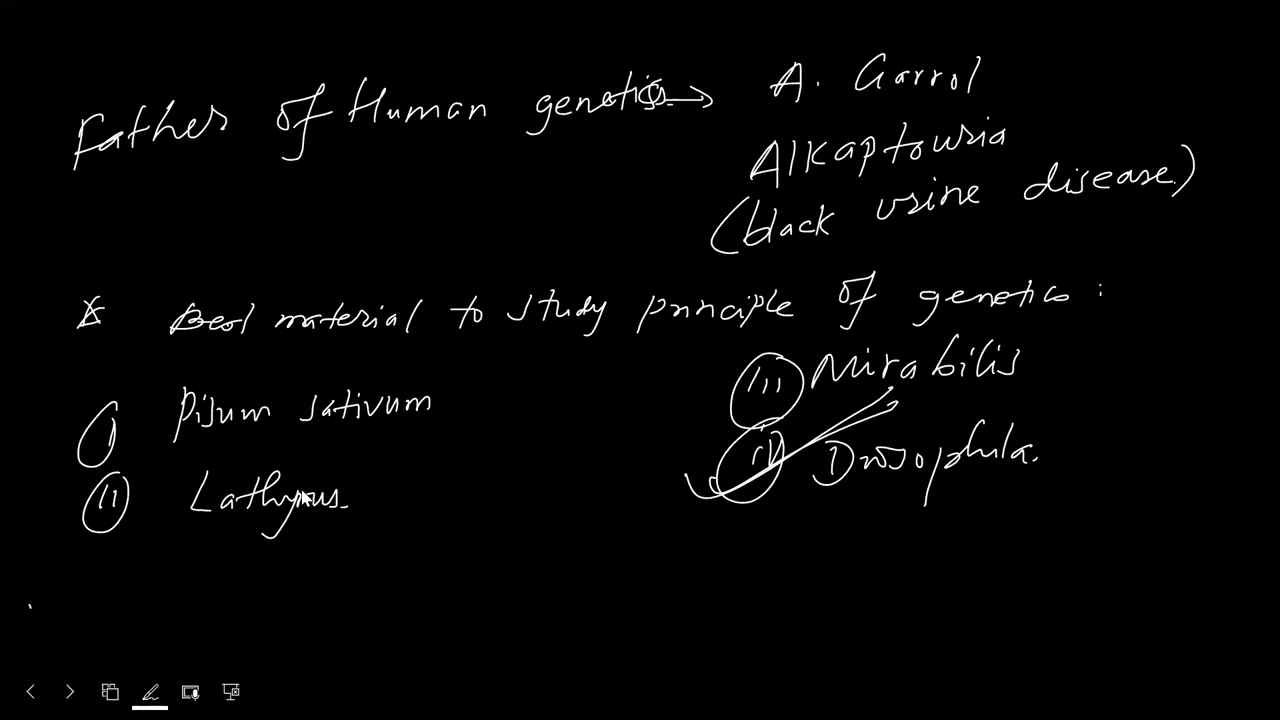 Father of Human genetics → A. Garrol
Alkaptouria
(black urine disease)
* Best material to study principle of genetics :
(i) Pisum sativum
(ii) Lathyrus.
(iii) Mirabilis
(iv) Drosophila.